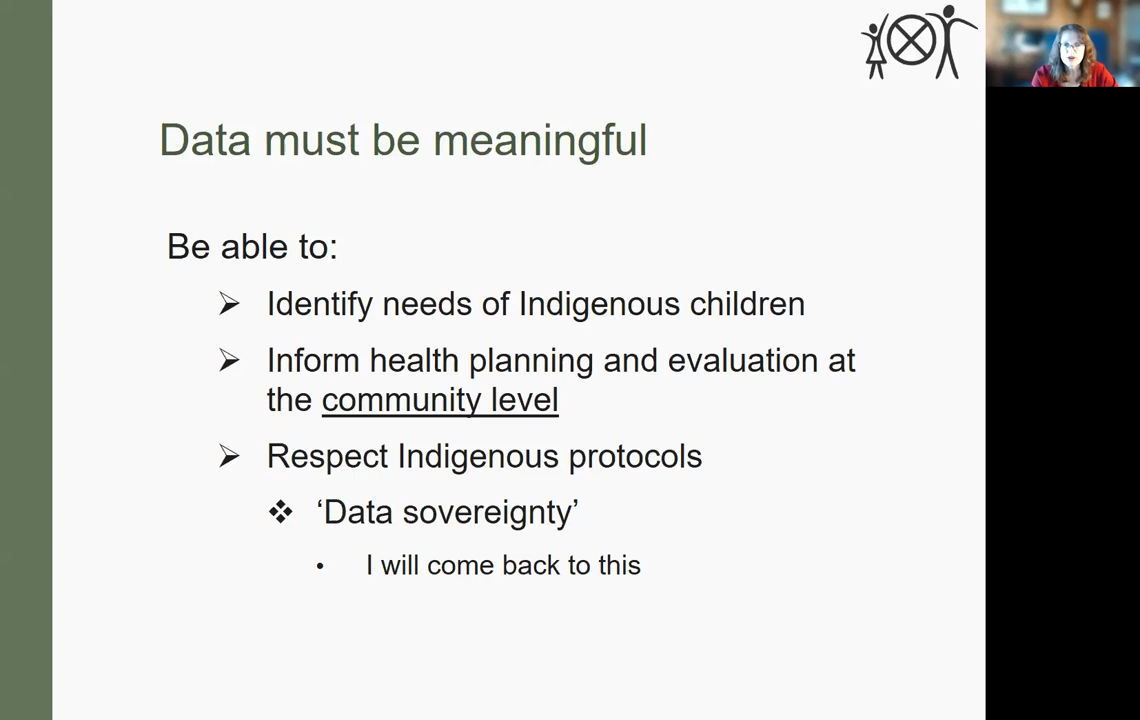 Data must be meaningful
Be able to:
➢ Identify needs of Indigenous children
➢ Inform health planning and evaluation at
the community level
➢ Respect Indigenous protocols
❖ ‘Data sovereignty’
• I will come back to this